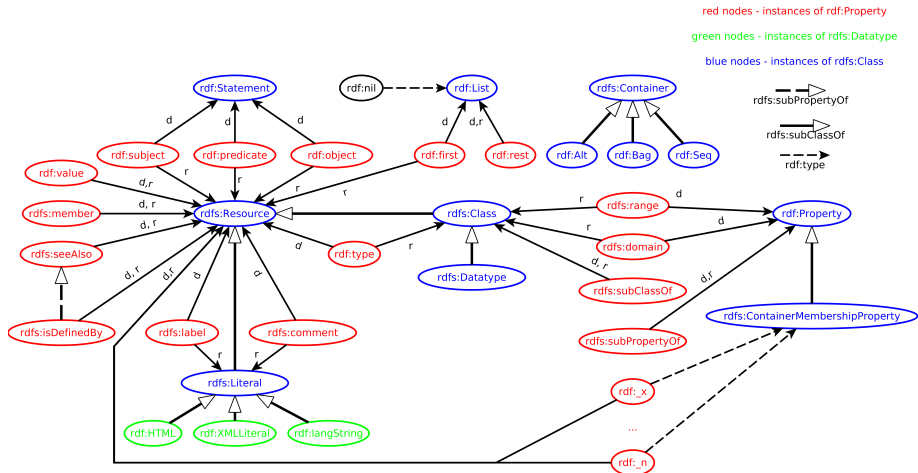 red nodes - instances of rdf:Property
green nodes - instances of rdfs:Datatype
blue nodes - instances of rdfs:Class
rdf:Statement
rdf:nil
rdf:List
rdfs:Container
rdfs:subPropertyOf
rdfs:subClassOf
rdf:type
d
d
d
d
d,r
rdf:subject
rdf:predicate
rdf:object
rdf:first
rdf:rest
rdf:Alt
rdf:Bag
rdf:Seq
rdf:value
d,r
r
r
r
r
rdfs:member
d, r
rdfs:Resource
rdfs:Class
r
rdfs:range
d
rdf:Property
d, r
d
r
r
d
rdfs:seeAlso
rdf:type
rdfs:domain
d, r
d,r
d
d
rdfs:Datatype
d, r
d,r
rdfs:subClassOf
rdfs:ContainerMembershipProperty
rdfs:isDefinedBy
rdfs:label
rdfs:comment
rdfs:subPropertyOf
r
r
rdfs:Literal
rdf:_x
...
rdf:HTML
rdf:XMLLiteral
rdf:langString
rdf:_n